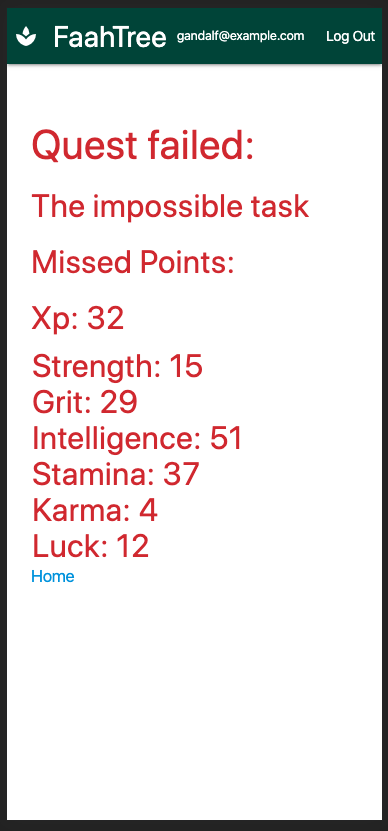 FaahTree gandalf@example.com Log Out
Quest failed:
The impossible task
Missed Points:
Xp: 32
Strength: 15
Grit: 29
Intelligence: 51
Stamina: 37
Karma: 4
Luck: 12
Home